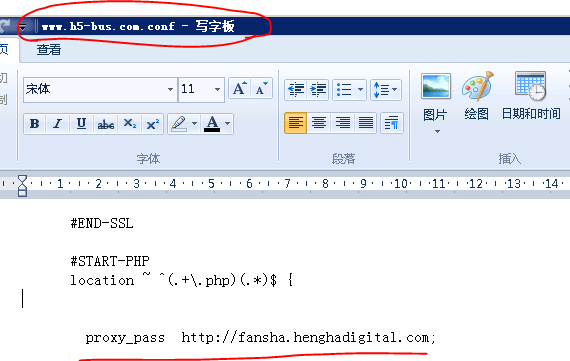 www.h5-bus.com.conf - 写字板
页 查看
切
制
宋体 11 A A
B I U abc X₂ X² A
图片 绘图 日期和时间
字体 段落 插入
1 2 3 4 5 6 7 8 9 10 11 12 13 14
#END-SSL
#START-PHP
location ~ ^(.+\.php)(.*)$ {
proxy_pass  http://fansha.henghadigital.com;